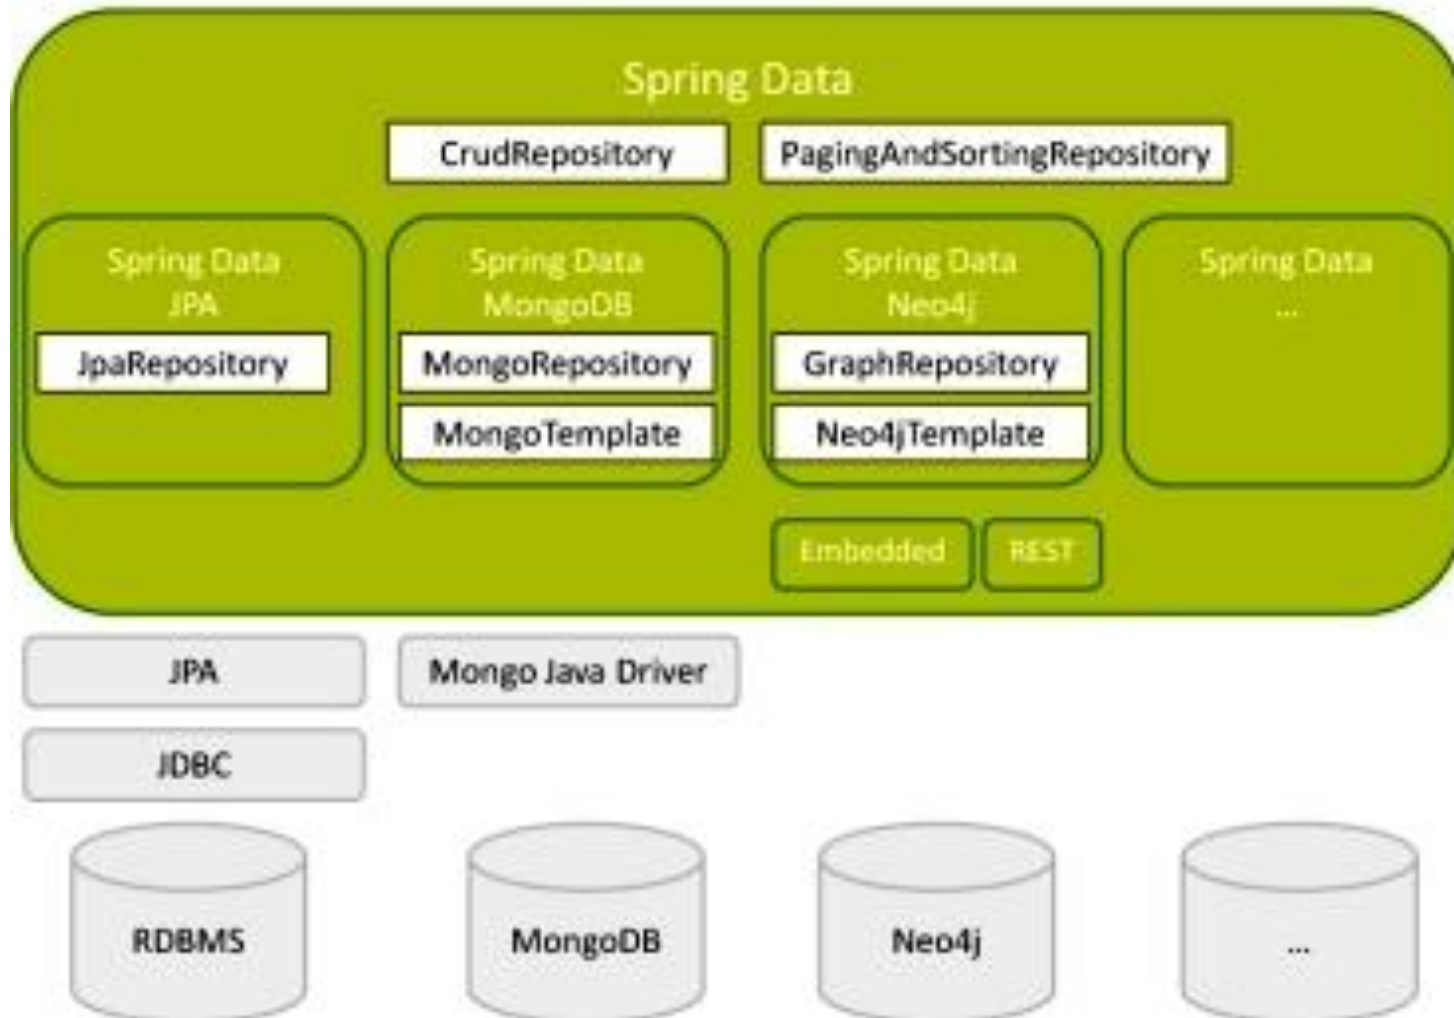 Spring Data
CrudRepository
PagingAndSortingRepository
Spring Data
JPA
JpaRepository
Spring Data
MongoDB
MongoRepository
MongoTemplate
Spring Data
Neo4j
GraphRepository
Neo4jTemplate
Spring Data
...
Embedded
REST
JPA
Mongo Java Driver
JDBC
RDBMS
MongoDB
Neo4j
...